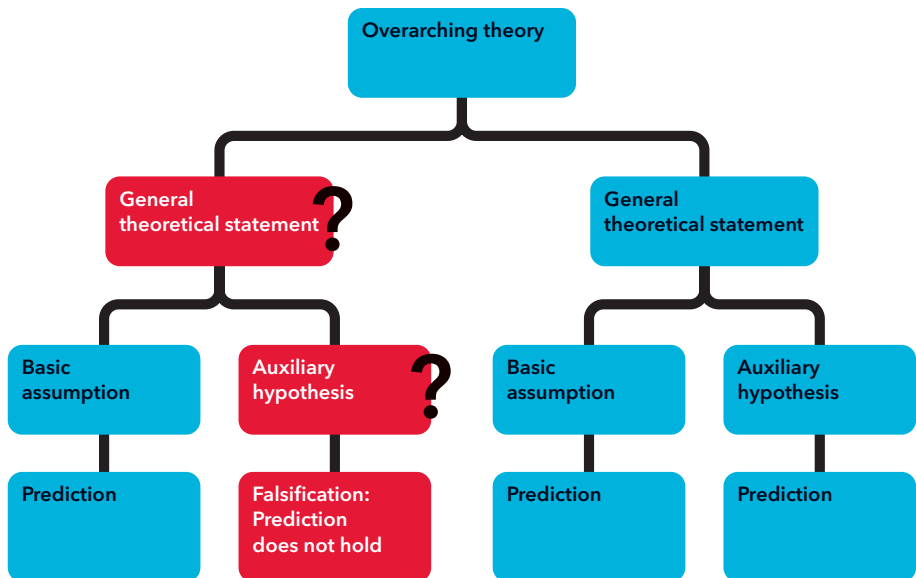 Overarching theory
General
theoretical statement
?
General
theoretical statement
Basic
assumption
Auxiliary
hypothesis
?
Basic
assumption
Auxiliary
hypothesis
Prediction
Falsification:
Prediction
does not hold
Prediction
Prediction